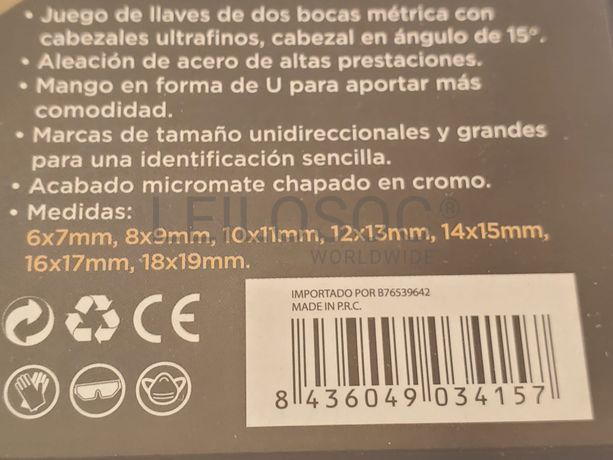 • Juego de llaves de dos bocas métrica con
cabezales ultrafinos, cabezal en ángulo de 15°.
• Aleación de acero de altas prestaciones.
• Mango en forma de U para aportar más
comodidad.
• Marcas de tamaño unidireccionales y grandes
para una identificación sencilla.
• Acabado micromate chapado en cromo.
• Medidas:
LEILOSOC®
WORLDWIDE
6x7mm, 8x9mm, 10x11mm, 12x13mm, 14x15mm,
16x17mm, 18x19mm.
CE
IMPORTADO POR B76539642
MADE IN P.R.C.
8 436049 034157